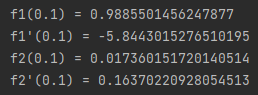 f1(0.1) = 0.9885501456247877
f1'(0.1) = -5.8443015276510195
f2(0.1) = 0.017360151720140514
f2'(0.1) = 0.16370220928054513